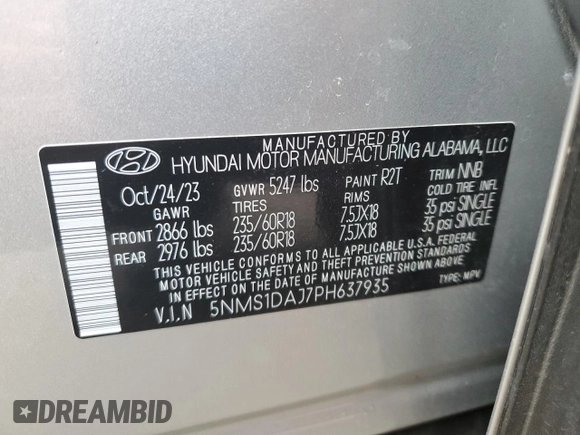 MANUFACTURED BY
HYUNDAI MOTOR MANUFACTURING ALABAMA, LLC
Oct/24/23 GVWR 5247 lbs PAINT R2T TRIM NNB
GAWR TIRES RIMS COLD TIRE INFL
FRONT 2866 lbs 235/60R18 7.5JX18 35 psi SINGLE
REAR 2976 lbs 235/60R18 7.5JX18 35 psi SINGLE
THIS VEHICLE CONFORMS TO ALL APPLICABLE U.S.A. FEDERAL
MOTOR VEHICLE SAFETY, BUMPER, AND THEFT PREVENTION STANDARDS
IN EFFECT ON THE DATE OF MANUFACTURE SHOWN ABOVE.
V.I.N 5NMS1DAJ7PH637935 TYPE: MPV
DREAMBID